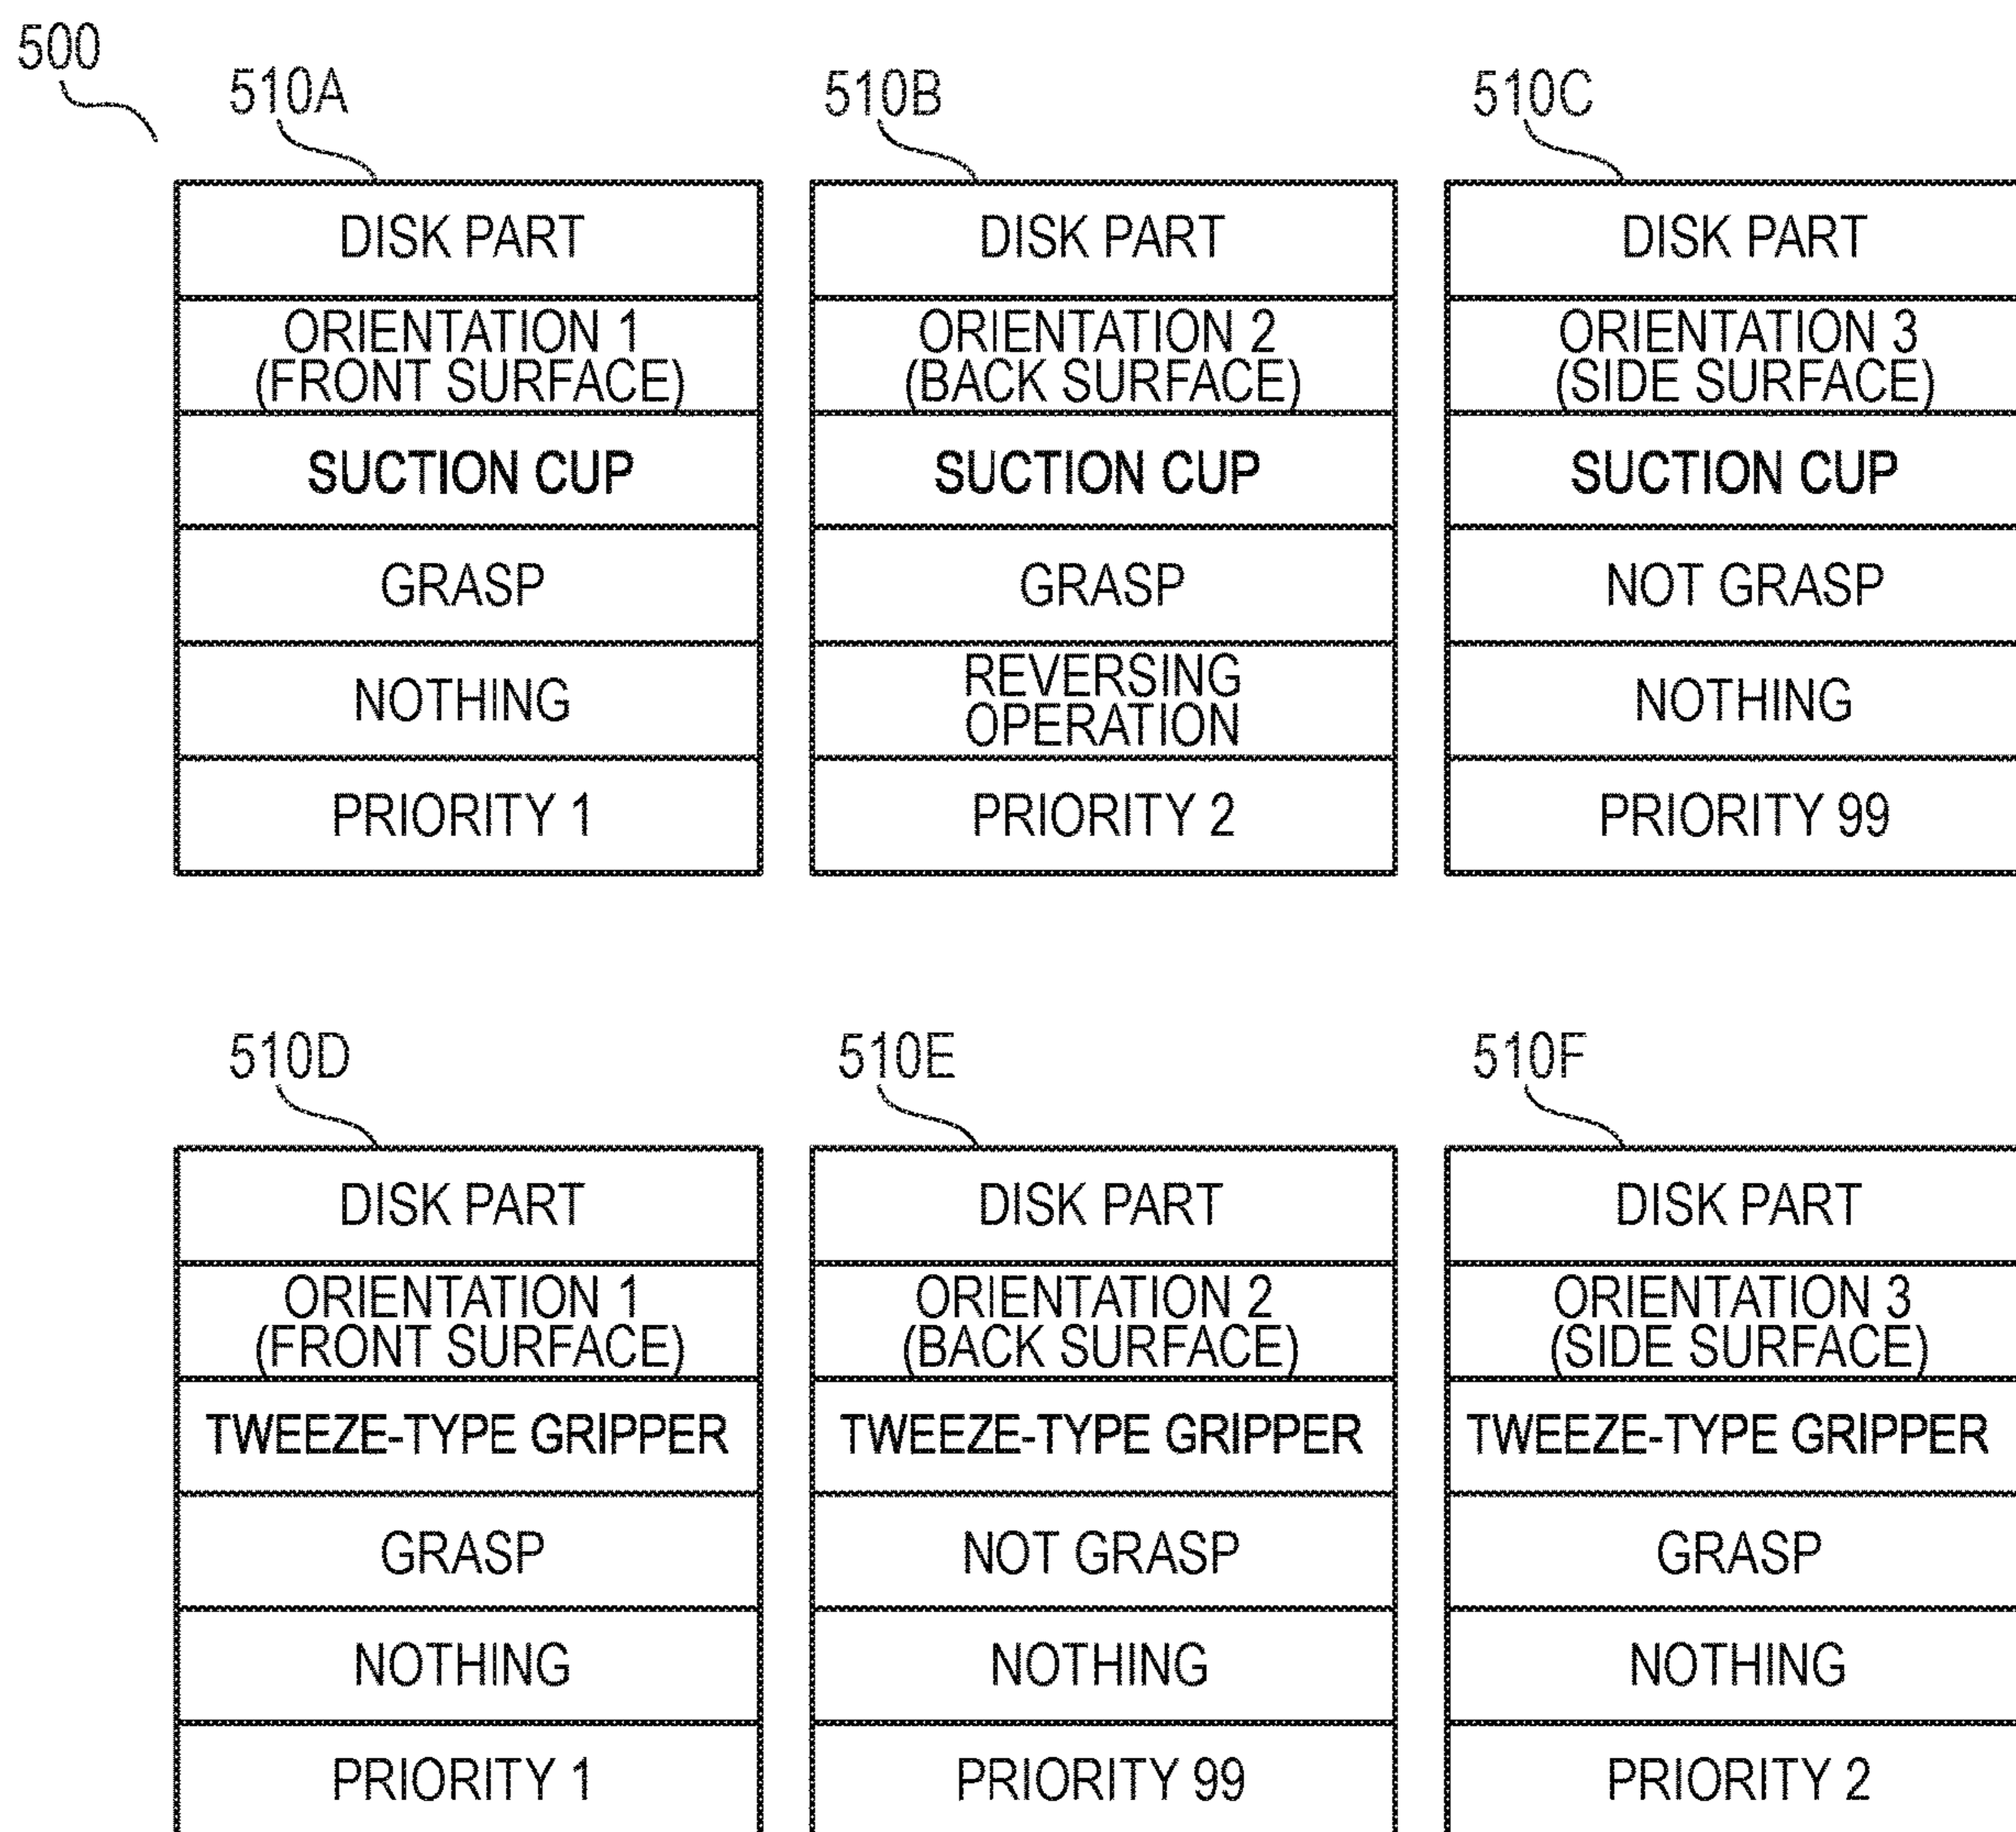 500
510A
510B
510C
DISK PART
ORIENTATION 1
(FRONT SURFACE)
SUCTION CUP
GRASP
NOTHING
PRIORITY 1
DISK PART
ORIENTATION 2
(BACK SURFACE)
SUCTION CUP
GRASP
REVERSING
OPERATION
PRIORITY 2
DISK PART
ORIENTATION 3
(SIDE SURFACE)
SUCTION CUP
NOT GRASP
NOTHING
PRIORITY 99
510D
510E
510F
DISK PART
ORIENTATION 1
(FRONT SURFACE)
TWEEZE-TYPE GRIPPER
GRASP
NOTHING
PRIORITY 1
DISK PART
ORIENTATION 2
(BACK SURFACE)
TWEEZE-TYPE GRIPPER
NOT GRASP
NOTHING
PRIORITY 99
DISK PART
ORIENTATION 3
(SIDE SURFACE)
TWEEZE-TYPE GRIPPER
GRASP
NOTHING
PRIORITY 2